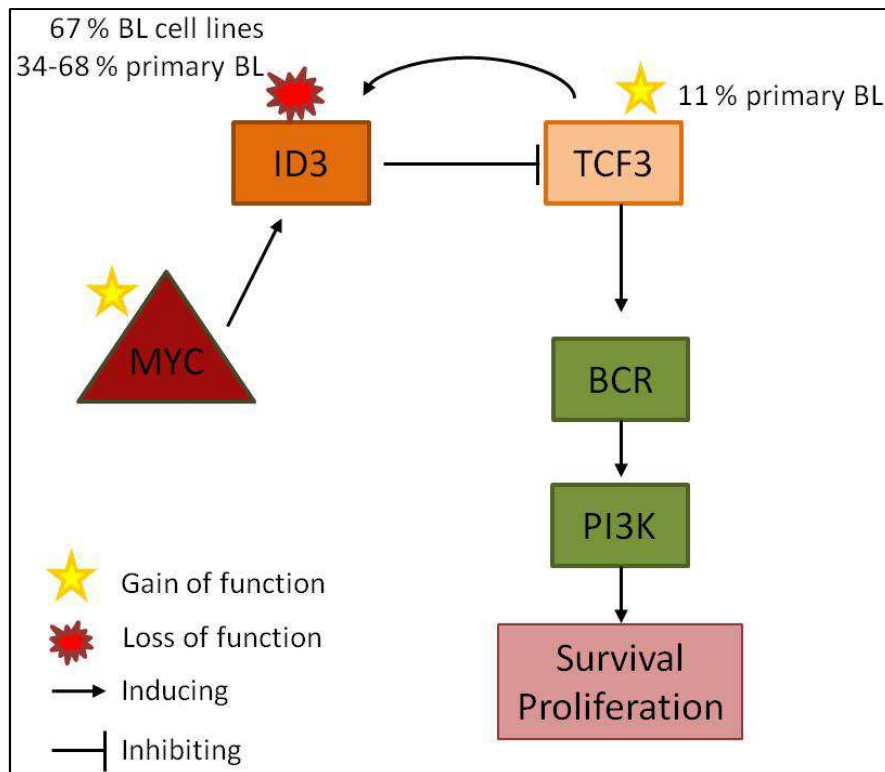 67 % BL cell lines
34-68 % primary BL
11 % primary BL
ID3
TCF3
MYC
BCR
PI3K
Survival
Proliferation
Gain of function
Loss of function
Inducing
Inhibiting